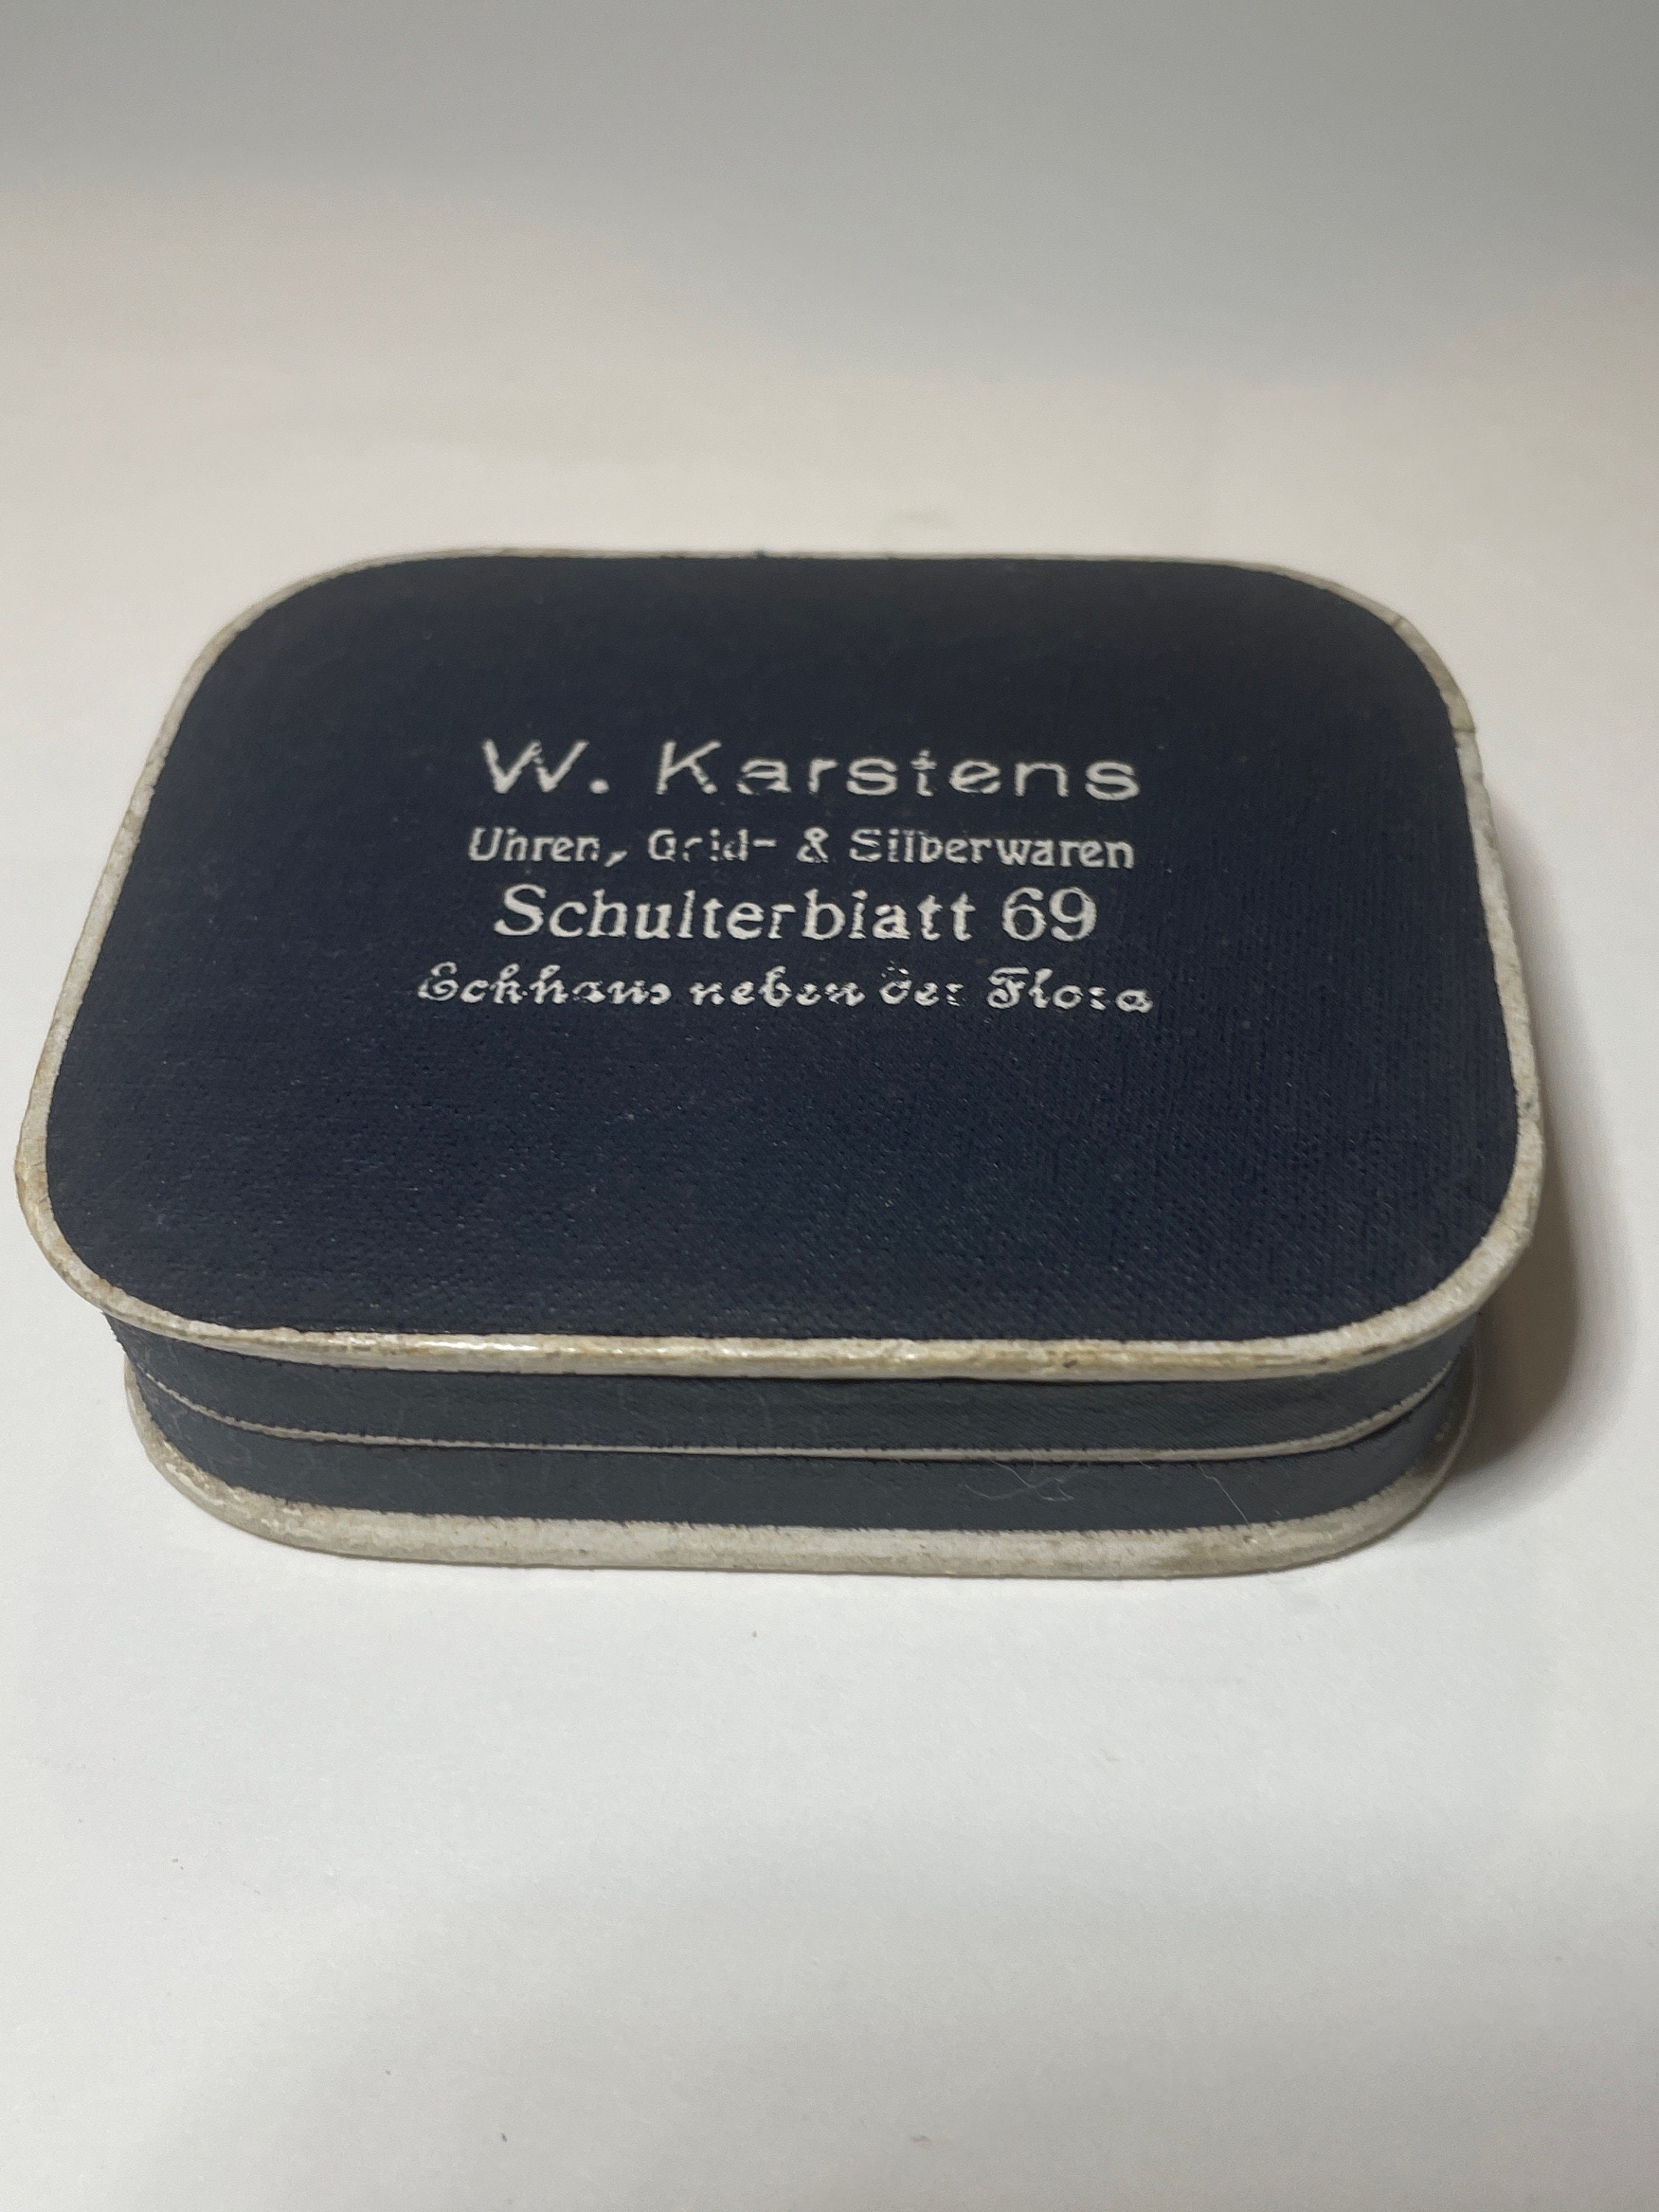 W. Karstens
Uhren, Gold- & Silberwaren
Schulterblatt 69
Eckhaus neben der Flora